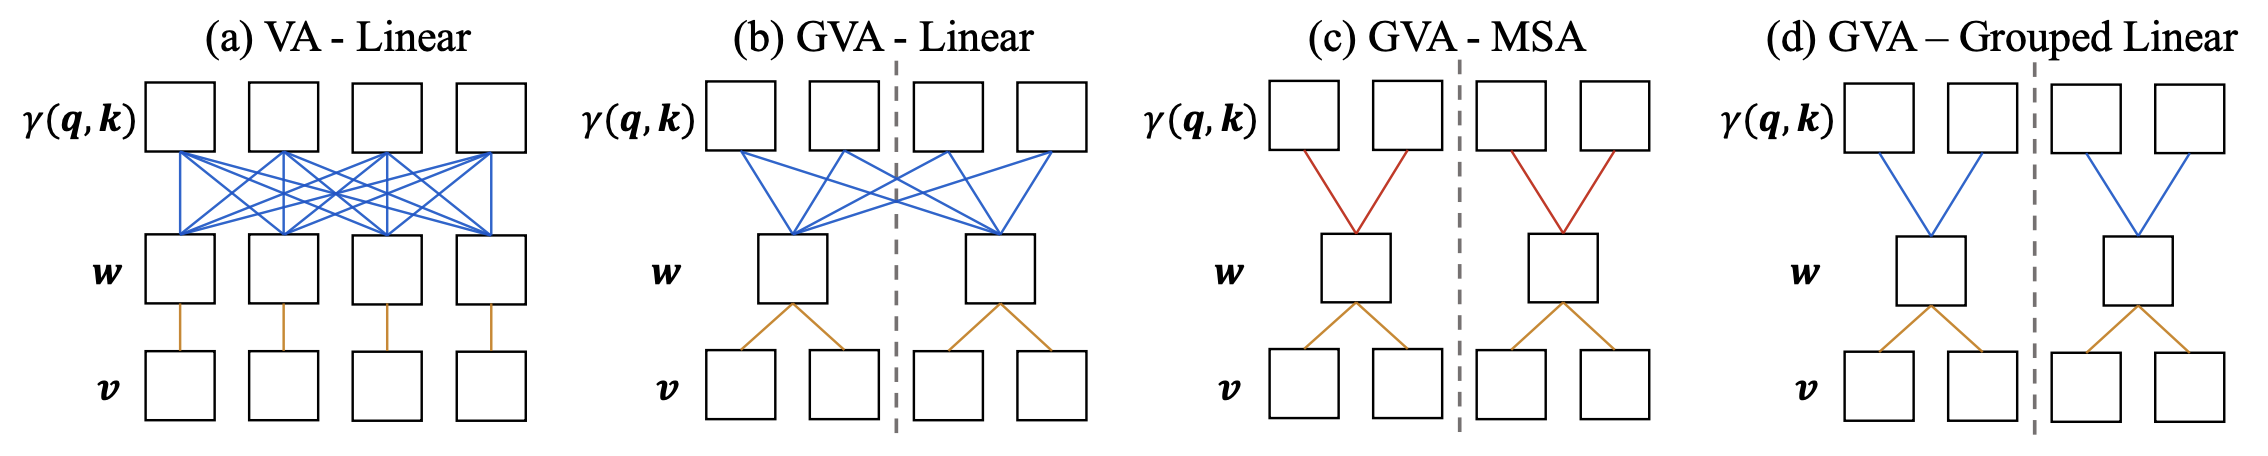 (a) VA - Linear
(b) GVA - Linear
(c) GVA - MSA
(d) GVA – Grouped Linear
γ(q, k)
γ(q, k)
γ(q, k)
γ(q, k)
w
w
w
w
v
v
v
v